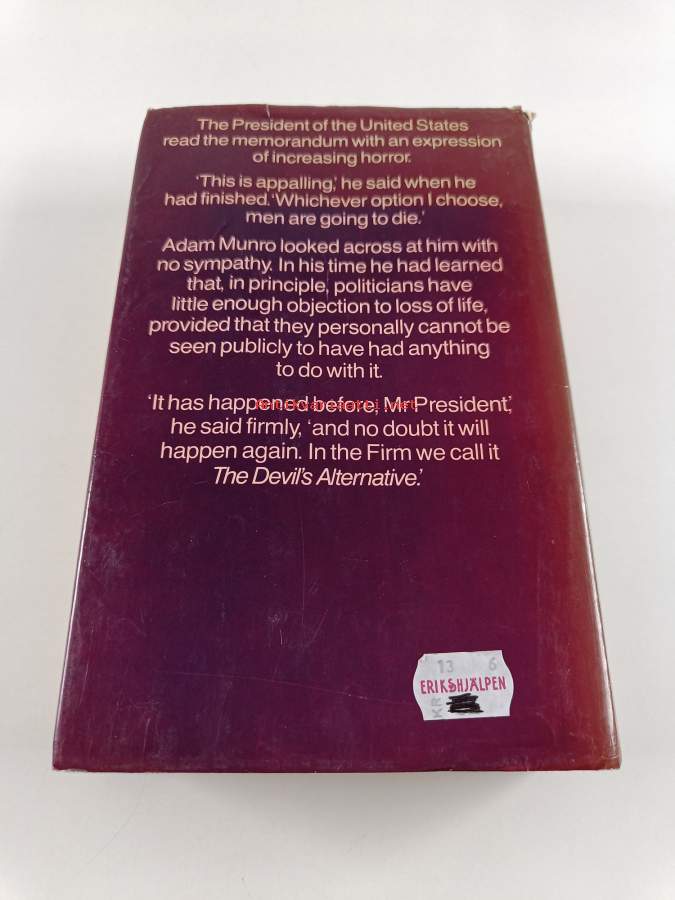 The President of the United States
read the memorandum with an expression
of increasing horror.
'This is appalling,' he said when he
had finished. 'Whichever option I choose,
men are going to die.'
Adam Munro looked across at him with
no sympathy. In his time he had learned
that, in principle, politicians have
little enough objection to loss of life,
provided that they personally cannot be
seen publicly to have had anything
to do with it.
'It has happened before, Mr President,'
he said firmly, 'and no doubt it will
happen again. In the Firm we call it
The Devil's Alternative.'
13 6
ERIKSHJÄLPEN
KR